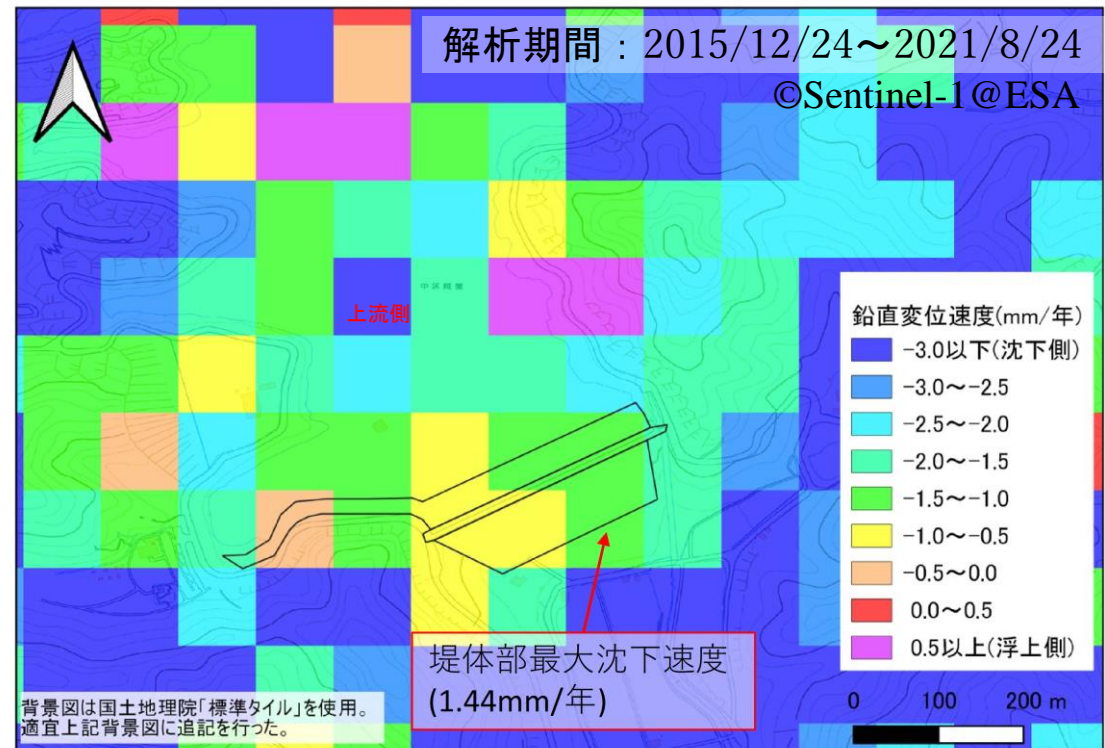 解析期間：2015/12/24～2021/8/24
©Sentinel-1@ESA
上流側
鉛直変位速度(mm/年)
-3.0以下(沈下側)
-3.0～-2.5
-2.5～-2.0
-2.0～-1.5
-1.5～-1.0
-1.0～-0.5
-0.5～0.0
0.0～0.5
0.5以上(浮上側)
堤体部最大沈下速度
(1.44mm/年)
背景図は国土地理院「標準タイル」を使用。
適宜上記背景図に追記を行った。
0 100 200 m